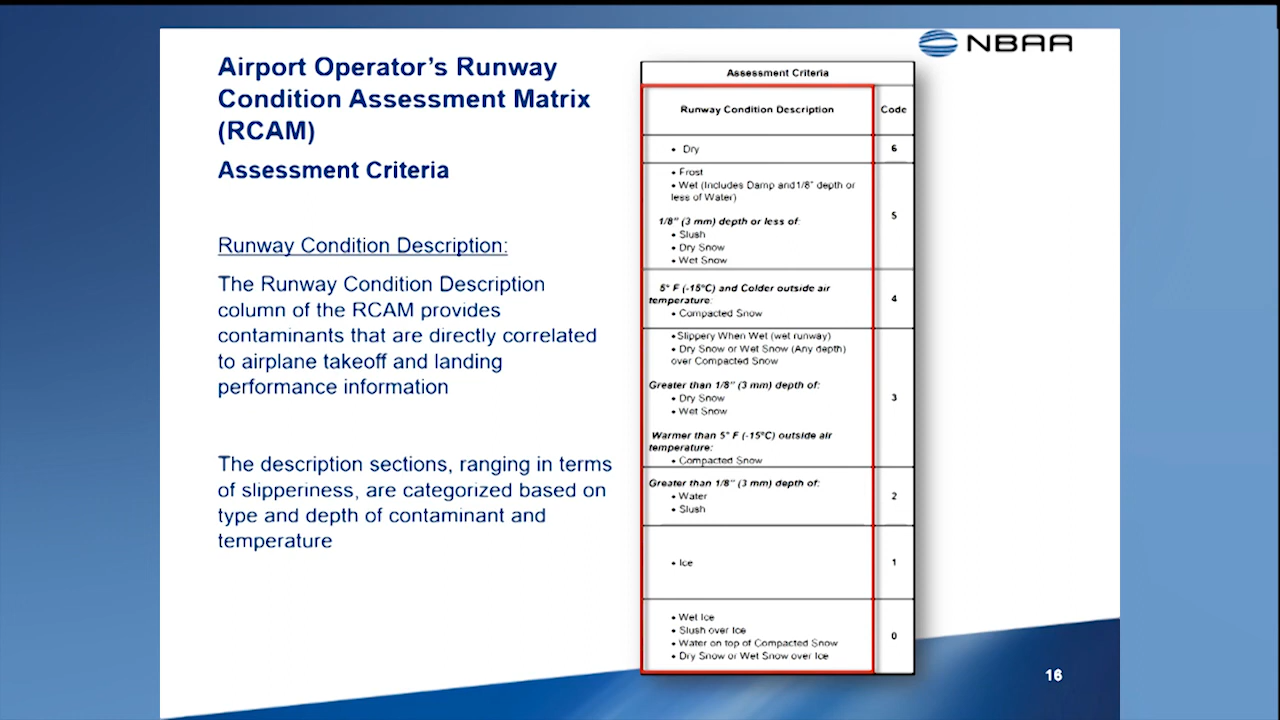 NBAA
Airport Operator's Runway
Condition Assessment Matrix
(RCAM)
Assessment Criteria
Runway Condition Description:
The Runway Condition Description
column of the RCAM provides
contaminants that are directly correlated
to airplane takeoff and landing
performance information
The description sections, ranging in terms
of slipperiness, are categorized based on
type and depth of contaminant and
temperature
Assessment Criteria
Runway Condition Description Code
• Dry 6
• Frost
• Wet (Includes Damp and 1/8" depth or
less of Water)
1/8" (3 mm) depth or less of:
• Slush
• Dry Snow
• Wet Snow
5
5° F (-15°C) and Colder outside air
temperature:
• Compacted Snow
4
• Slippery When Wet (wet runway)
• Dry Snow or Wet Snow (Any depth)
over Compacted Snow
Greater than 1/8" (3 mm) depth of:
• Dry Snow
• Wet Snow
Warmer than 5° F (-15°C) outside air
temperature:
• Compacted Snow
3
Greater than 1/8" (3 mm) depth of:
• Water
• Slush
2
• Ice 1
• Wet Ice
• Slush over Ice
• Water on top of Compacted Snow
• Dry Snow or Wet Snow over Ice
0
16